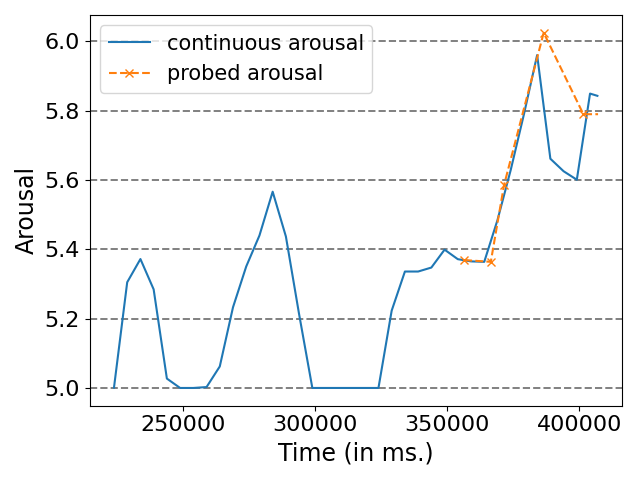 continuous arousal
probed arousal
6.0
5.8
5.6
5.4
5.2
5.0
Arousal
250000 300000 350000 400000
Time (in ms.)